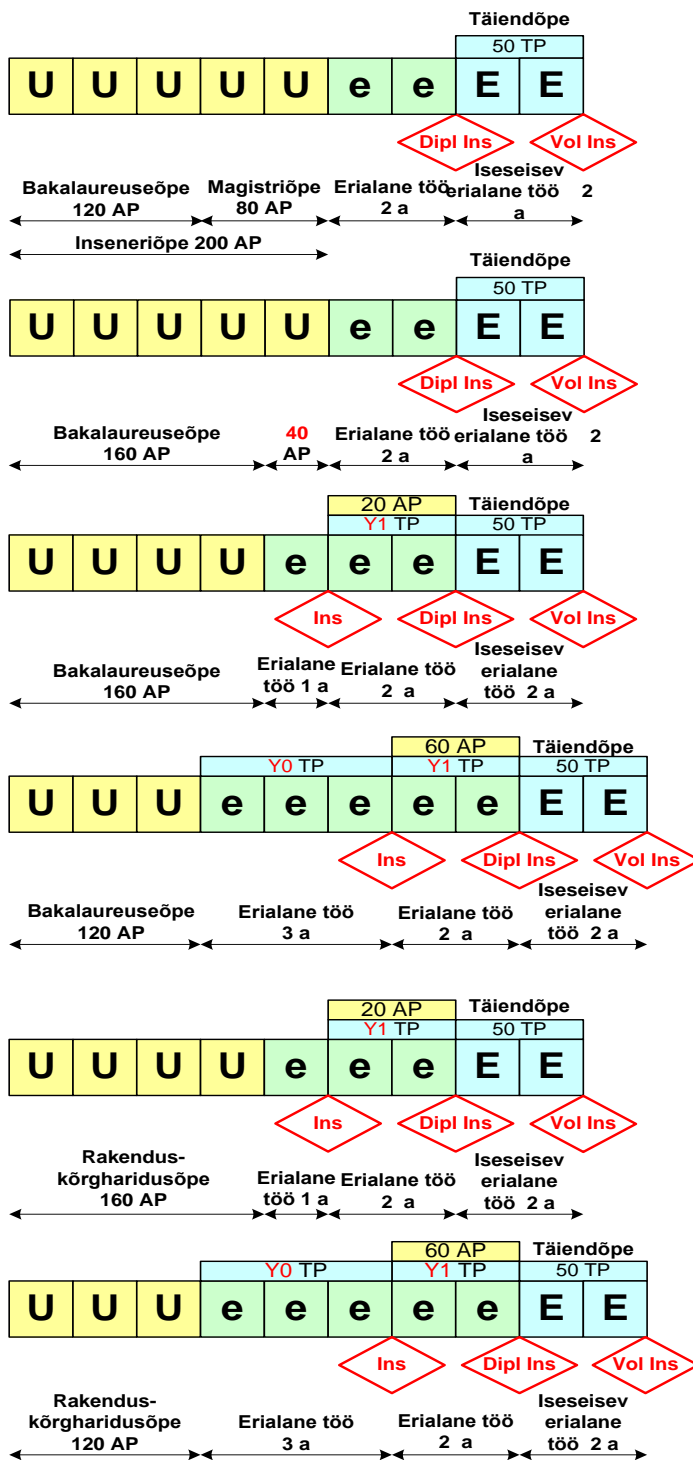 Täiendõpe
50 TP
U U U U U e e E E
Dipl Ins Vol Ins
Bakalaureuseõpe Magistriõpe Erialane töö Iseseisev
120 AP 80 AP 2 a erialane töö 2
a
Inseneriõpe 200 AP
Täiendõpe
50 TP
U U U U U e e E E
Dipl Ins Vol Ins
Bakalaureuseõpe 40 Erialane töö Iseseisev
160 AP AP 2 a erialane töö 2
a
20 AP Täiendõpe
Y1 TP 50 TP
U U U U e e e E E
Ins Dipl Ins Vol Ins
Bakalaureuseõpe Erialane Erialane töö Iseseisev
160 AP töö 1 a 2 a erialane
töö 2 a
60 AP Täiendõpe
Y0 TP Y1 TP 50 TP
U U U e e e e e E E
Ins Dipl Ins Vol Ins
Bakalaureuseõpe Erialane töö Erialane töö Iseseisev
120 AP 3 a 2 a erialane
töö 2 a
20 AP Täiendõpe
Y1 TP 50 TP
U U U U e e e E E
Ins Dipl Ins Vol Ins
Rakendus- Erialane Erialane töö Iseseisev
kõrgharidusõpe töö 1 a 2 a erialane
160 AP töö 2 a
60 AP Täiendõpe
Y0 TP Y1 TP 50 TP
U U U e e e e e E E
Ins Dipl Ins Vol Ins
Rakendus- Erialane töö Erialane töö Iseseisev
kõrgharidusõpe 3 a 2 a erialane
120 AP töö 2 a